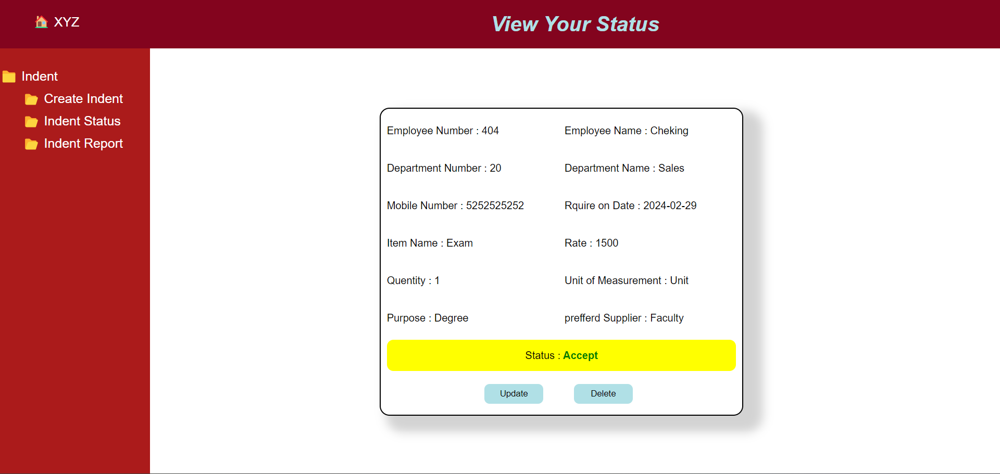 XYZ
View Your Status
Indent
Create Indent
Indent Status
Indent Report
Employee Number : 404
Employee Name : Cheking
Department Number : 20
Department Name : Sales
Mobile Number : 5252525252
Rquire on Date : 2024-02-29
Item Name : Exam
Rate : 1500
Quentity : 1
Unit of Measurement : Unit
Purpose : Degree
prefferd Supplier : Faculty
Status : Accept
Update
Delete